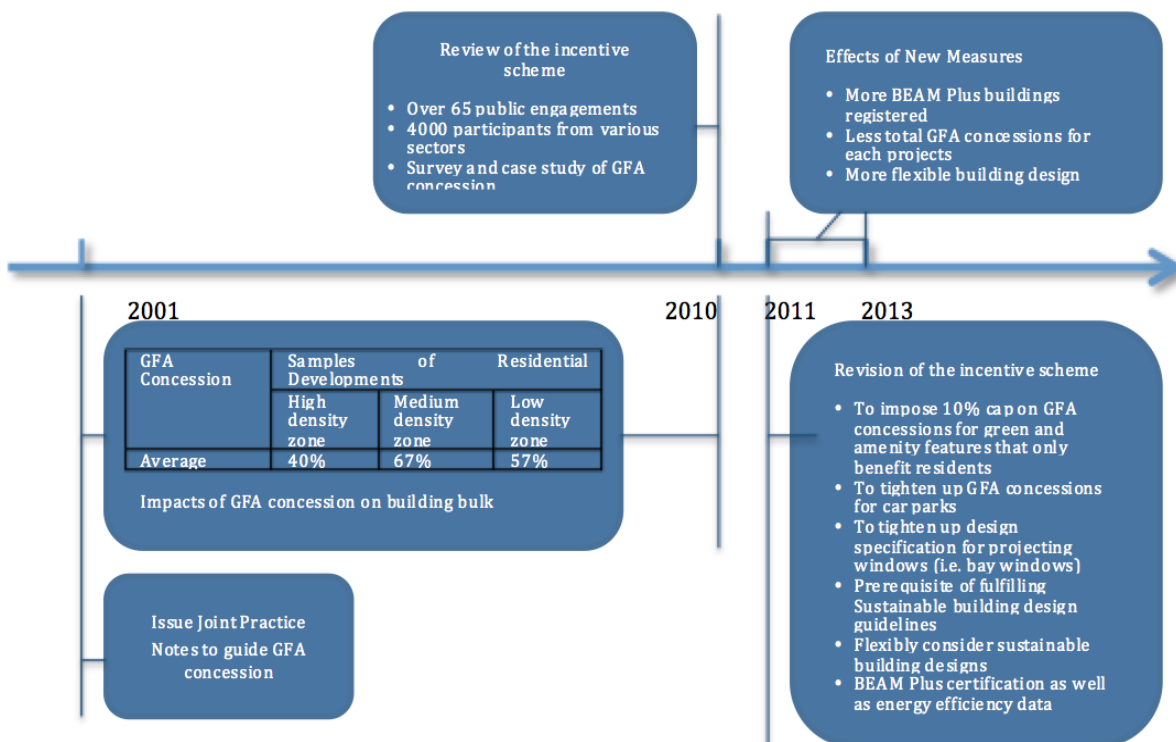 Review of the incentive
scheme
• Over 65 public engagements
• 4000 participants from various
sectors
• Survey and case study of GFA
concession
Effects of New Measures
• More BEAM Plus buildings
registered
• Less total GFA concessions for
each projects
• More flexible building design
2001
2010
2011
2013
GFA
Concession
Samples of Residential
Developments
High
density
zone
Medium
density
zone
Low
density
zone
Average
40%
67%
57%
Impacts of GFA concession on building bulk
Issue Joint Practice
Notes to guide GFA
concession
Revision of the incentive scheme
• To impose 10% cap on GFA
concessions for green and
amenity features that only
benefit residents
• To tighten up GFA concessions
for car parks
• To tighten up design
specification for projecting
windows (i.e. bay windows)
• Prerequisite of fulfilling
Sustainable building design
guidelines
• Flexibly consider sustainable
building designs
• BEAM Plus certification as well
as energy efficiency data